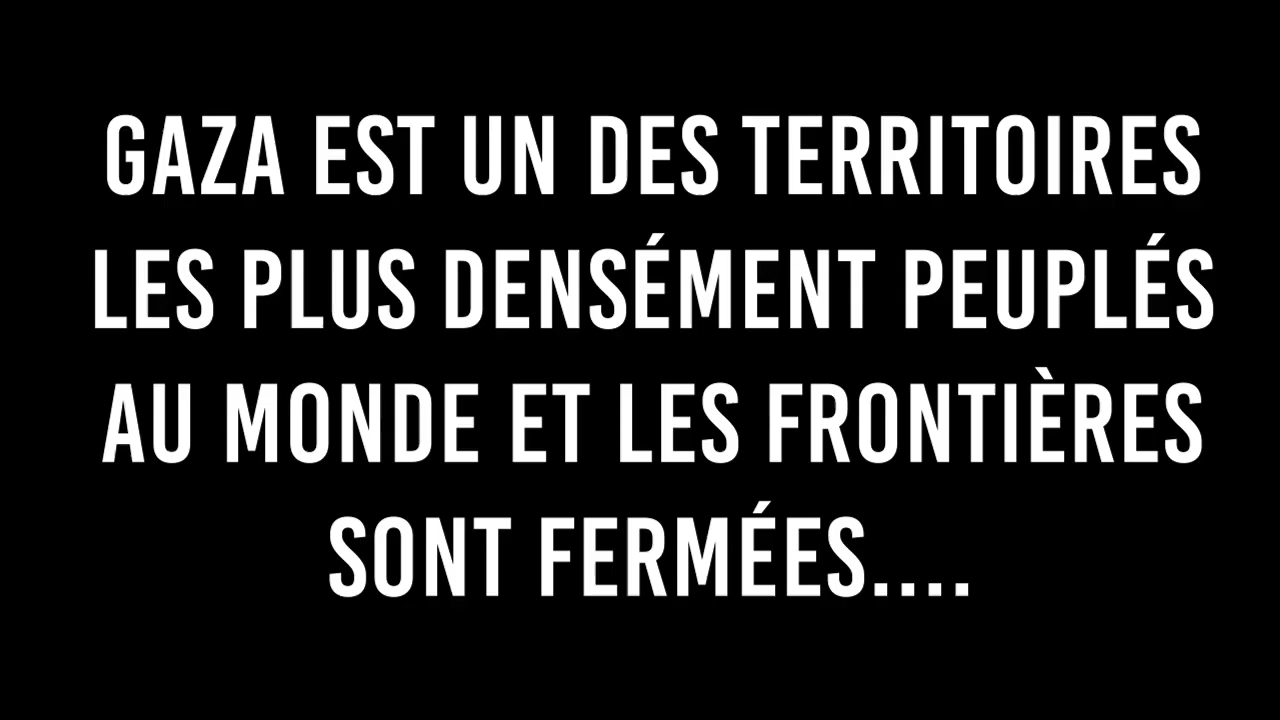 GAZA EST UN DES TERRITOIRES
LES PLUS DENSÉMENT PEUPLÉS
AU MONDE ET LES FRONTIÈRES
SONT FERMÉES....